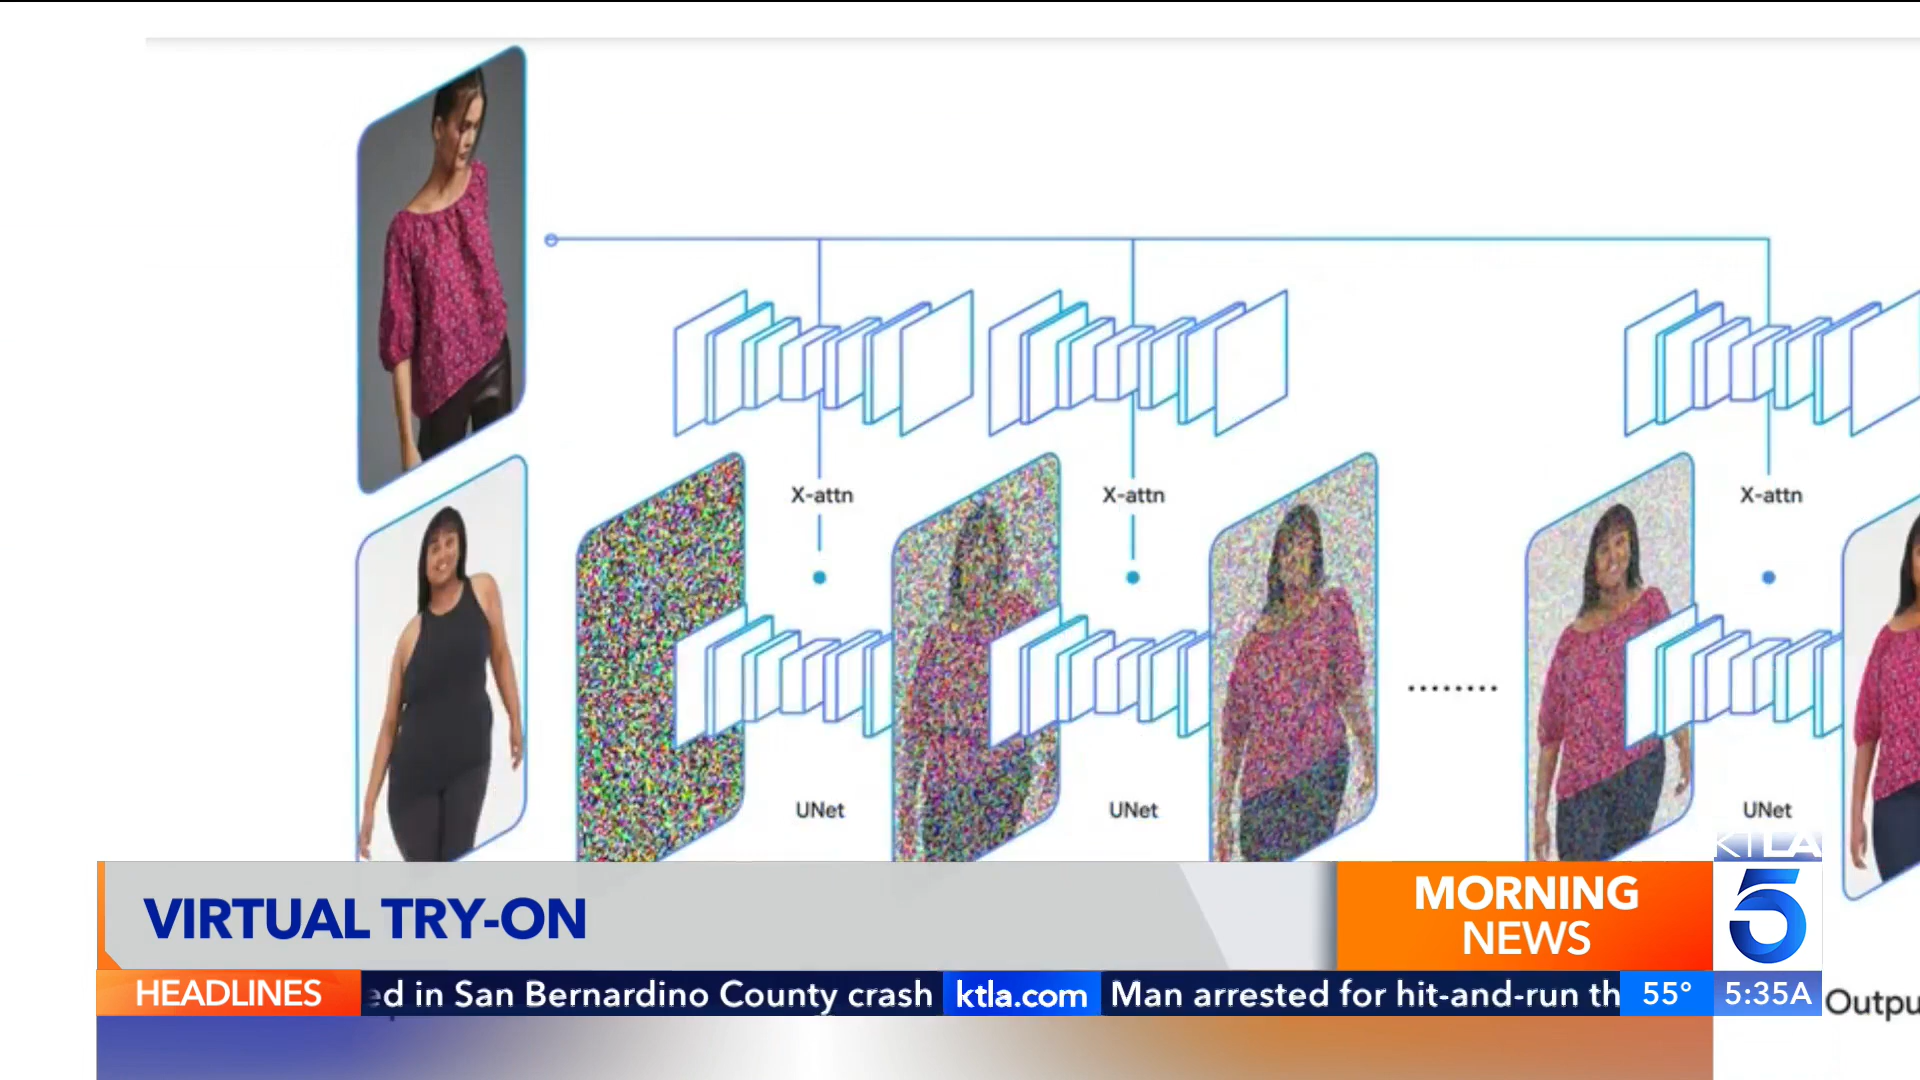 X-attn X-attn X-attn
UNet UNet UNet
KTLA
VIRTUAL TRY-ON
MORNING
NEWS
5
HEADLINES ed in San Bernardino County crash ktla.com Man arrested for hit-and-run th 55° 5:35A
Outpu